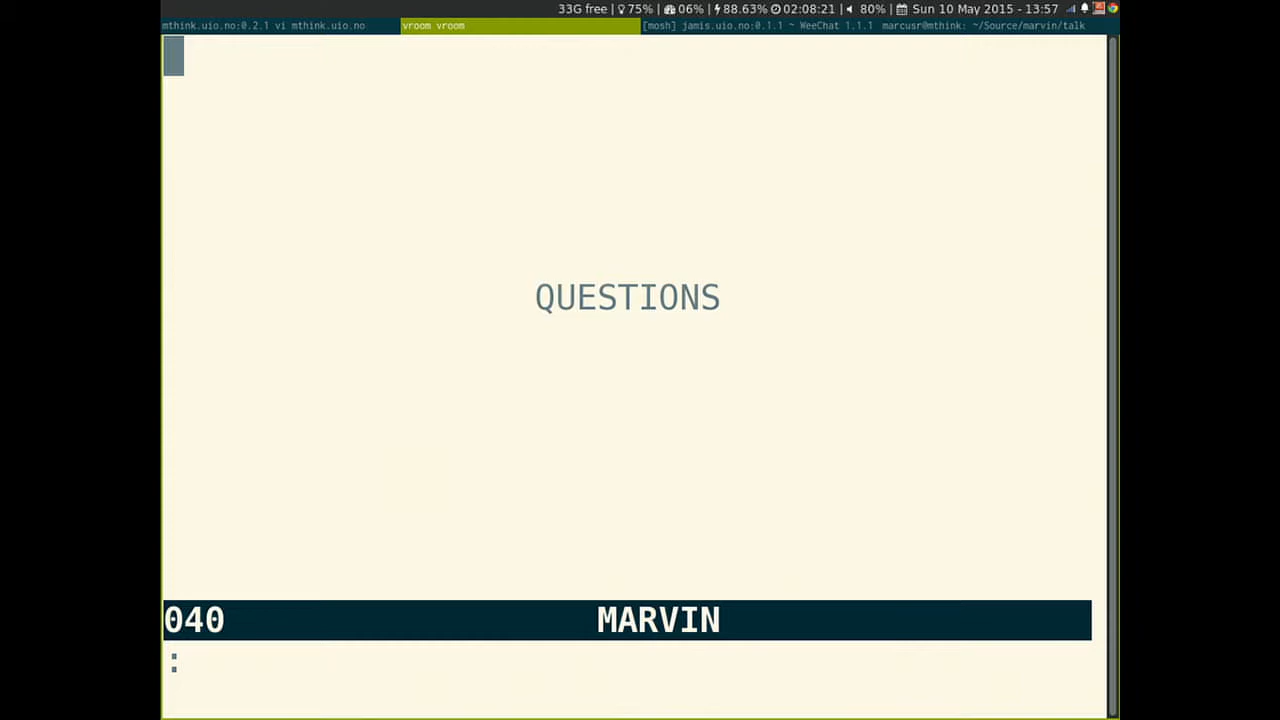 33G free | 75% | 06% | 88.63% 02:08:21 | 80% | Sun 10 May 2015 - 13:57
mthink.uio.no:0.2.1 vi mthink.uio.no vroom vroom [mosh] jamis.uio.no:0.1.1 ~ WeeChat 1.1.1 marcusr@mthink: ~/Source/marvin/talk
QUESTIONS
040 MARVIN
: